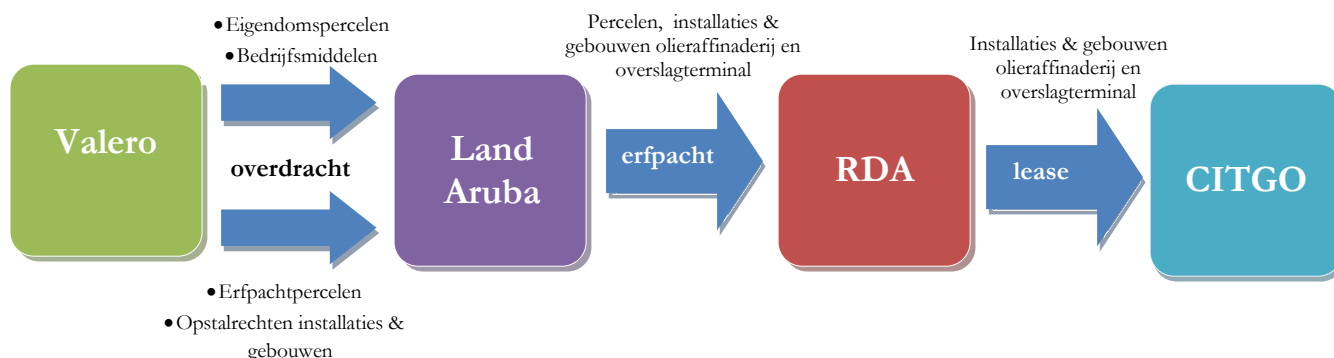 • Eigendomspercelen
• Bedrijfsmiddelen
Valero
overdracht
• Erfpachtpercelen
• Opstalrechten installaties &
gebouwen
Land
Aruba
Percelen, installaties &
gebouwen olieraffinaderij en
overslagterminal
erfpacht
RDA
Installaties & gebouwen
olieraffinaderij en
overslagterminal
lease
CITGO